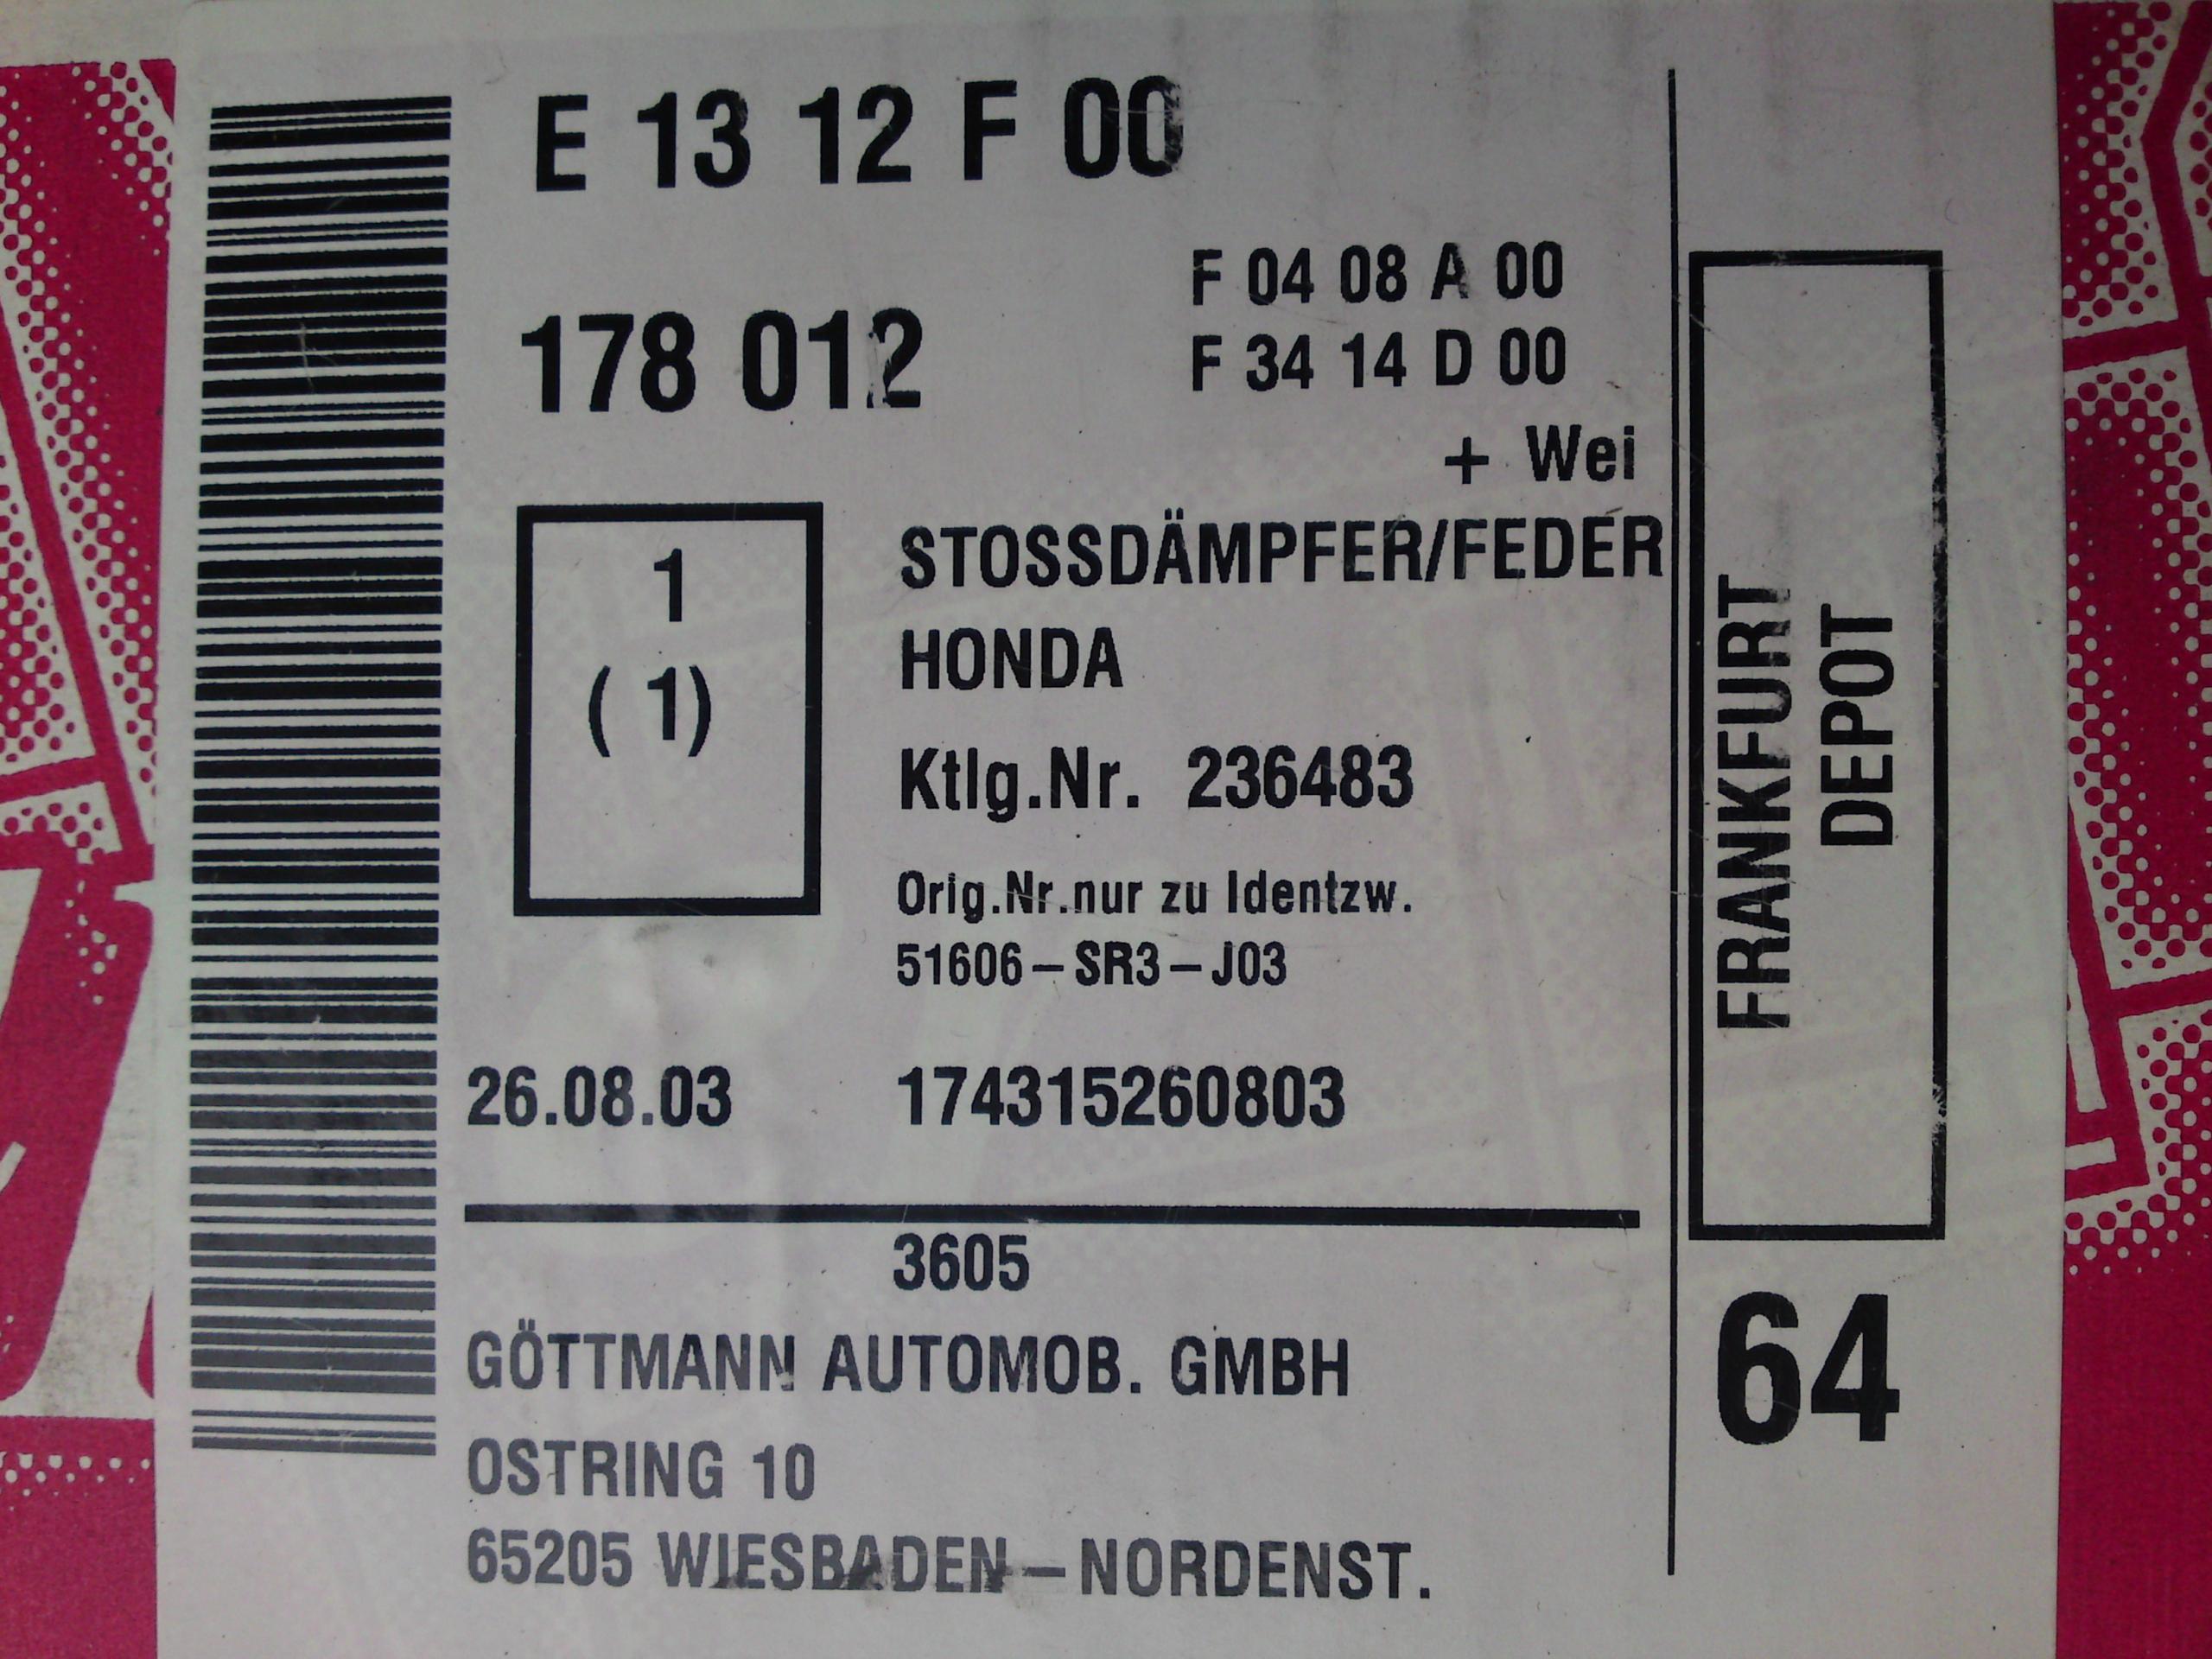 E 13 12 F 00
F 04 08 A 00
178 012
F 34 14 D 00
+ Wei
1
( 1)
STOSSDÄMPFER/FEDER
HONDA
Ktlg.Nr. 236483
Orig.Nr.nur zu Identzw.
51606-SR3-J03
26.08.03 174315260803
3605
GÖTTMANN AUTOMOB. GMBH
OSTRING 10
65205 WIESBADEN-NORDENST.
FRANKFURT
DEPOT
64